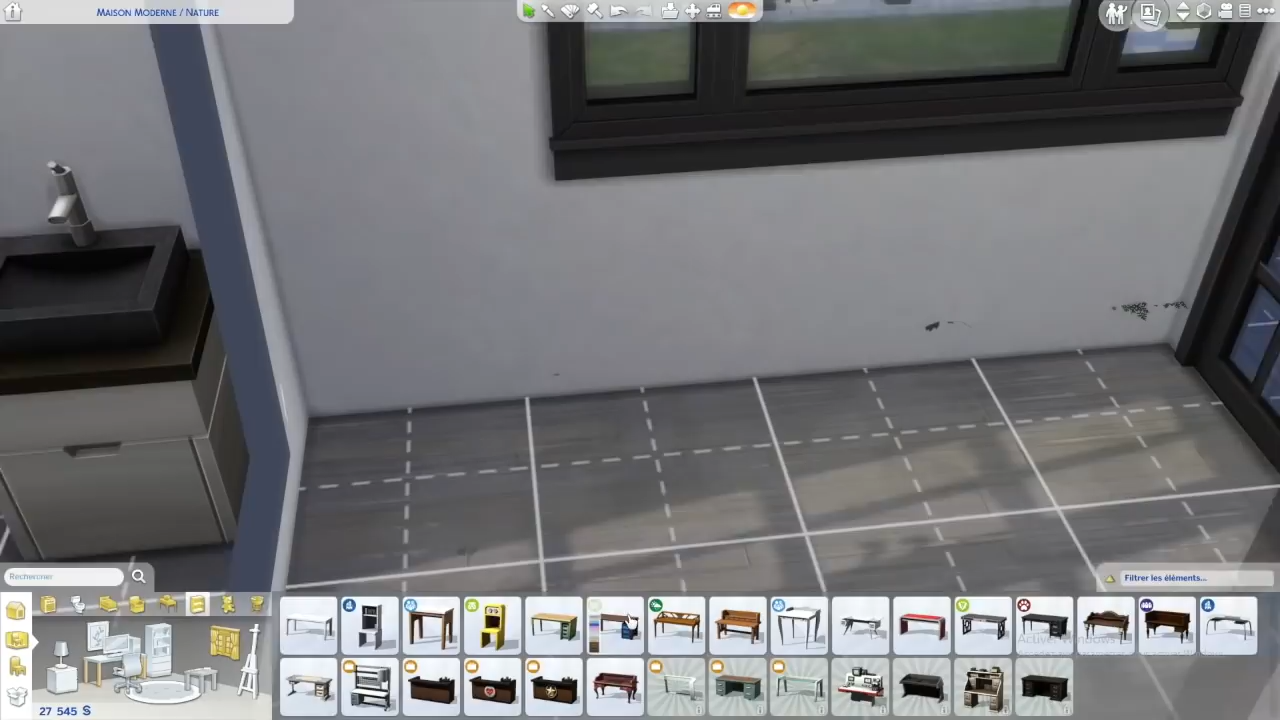 Maison Moderne / Nature
Rechercher
Filtrer les éléments...
27 545 $